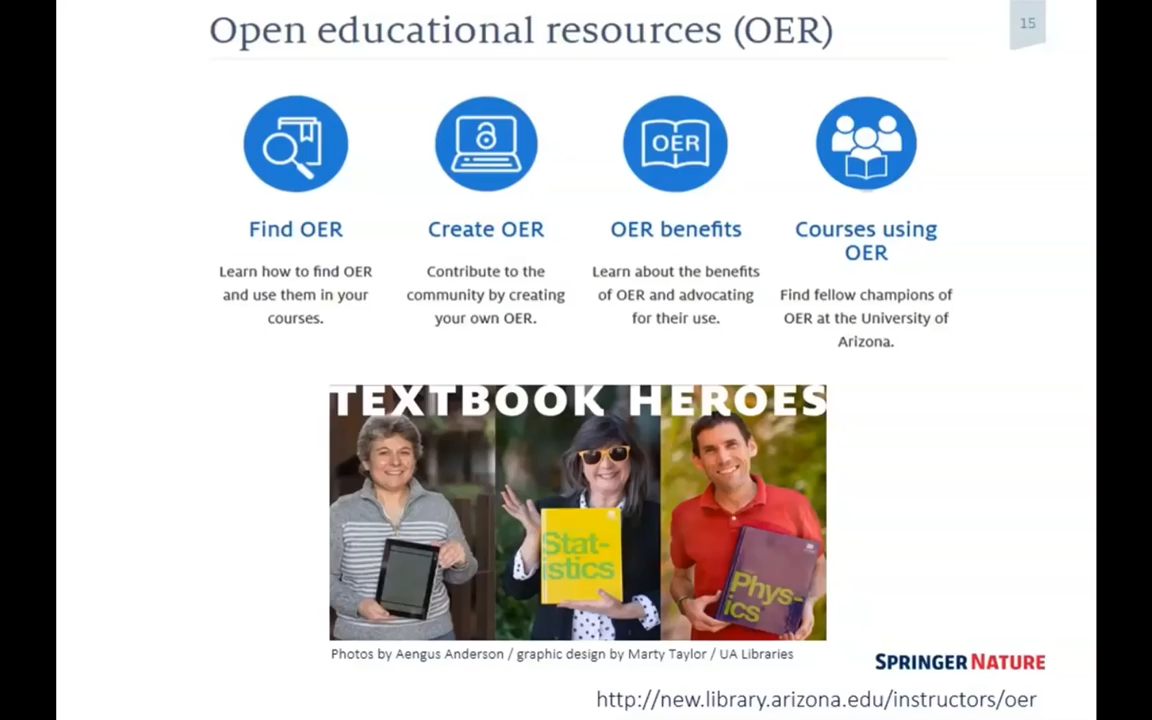 Open educational resources (OER)
15
OER
Find OER
Create OER
OER benefits
Courses using
OER
Learn how to find OER
and use them in your
courses.
Contribute to the
community by creating
your own OER.
Learn about the benefits
of OER and advocating
for their use.
Find fellow champions of
OER at the University of
Arizona.
TEXTBOOK HEROES
Stat-
istics
Phys-
ics
Photos by Aengus Anderson / graphic design by Marty Taylor / UA Libraries
SPRINGER NATURE
http://new.library.arizona.edu/instructors/oer